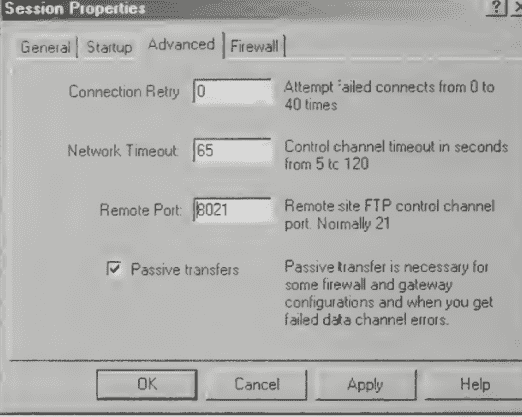 Session Properties
General Startup Advanced Firewall
Connection Retry 0 Attempt failed connects from 0 to
40 times
Network Timeout: 65 Control channel timeout in seconds
from 5 to 120
Remote Port: 8021 Remote site FTP control channel
port. Normally 21
Passive transfers Passive transfer is necessary for
some firewall and gateway
configurations and when you get
failed data channel errors.
OK Cancel Apply Help